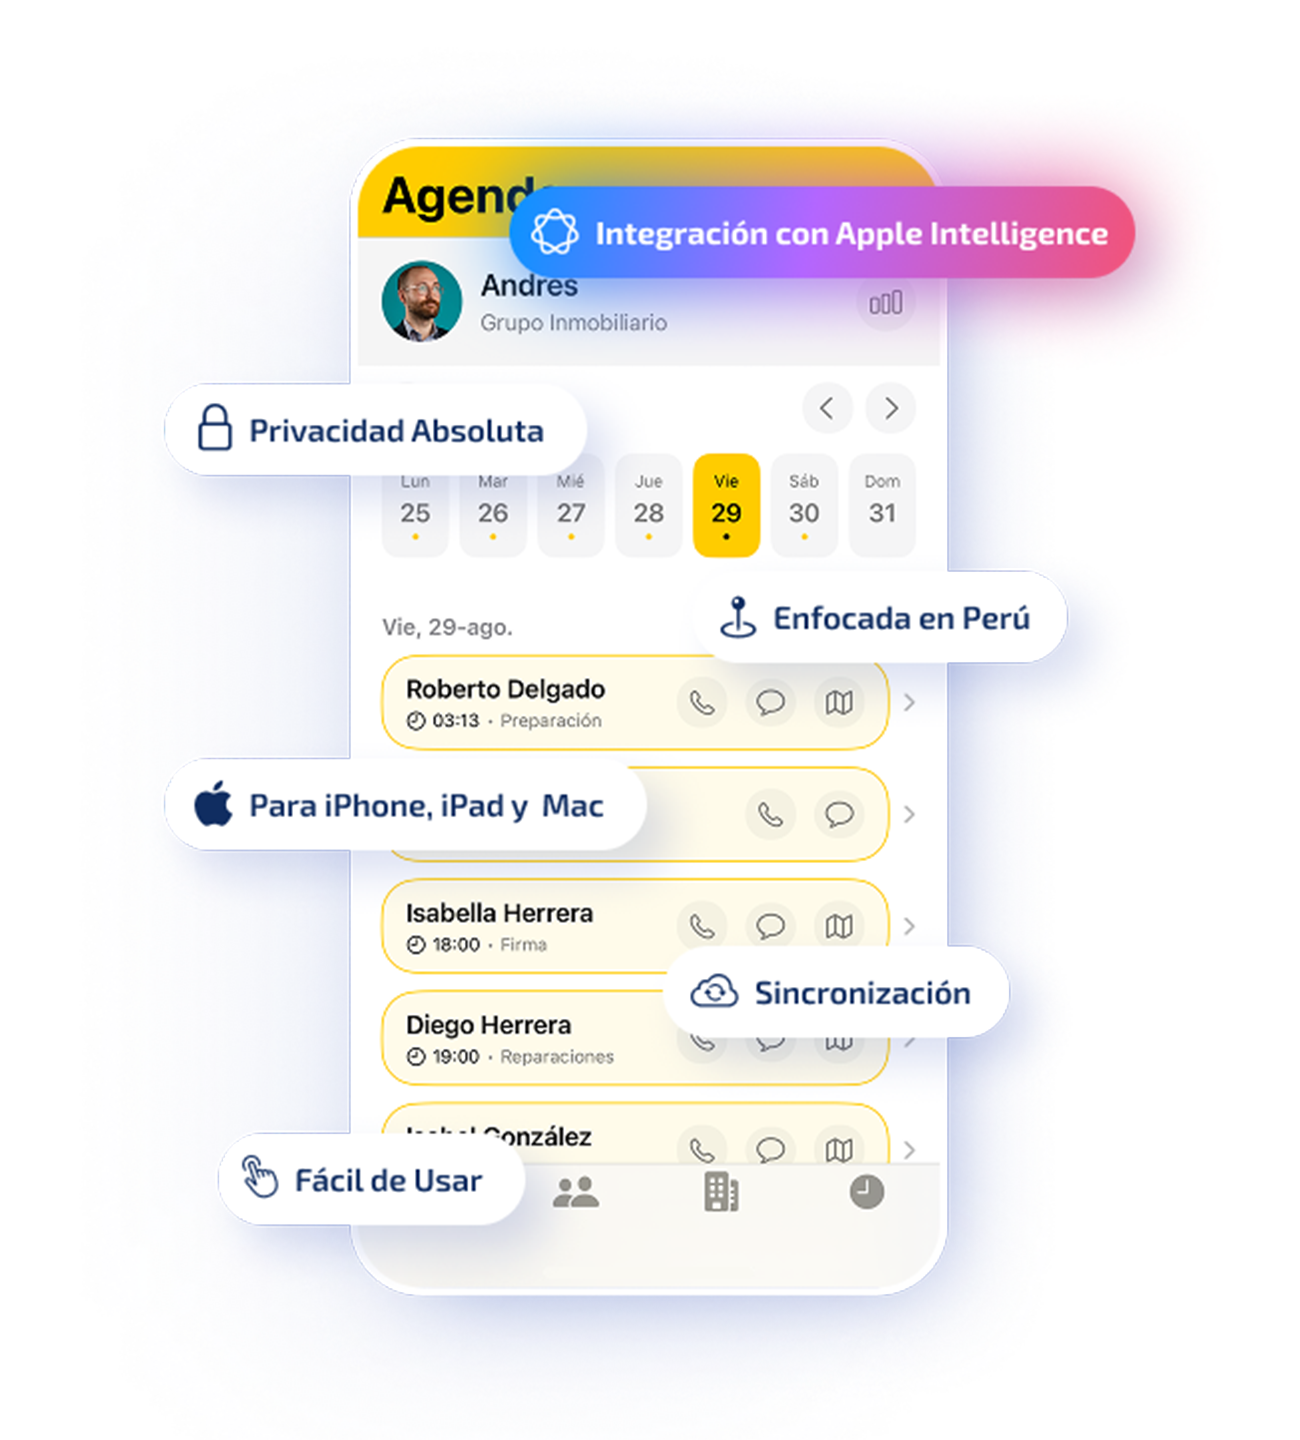 Agend
Integración con Apple Intelligence
Andres
Grupo Inmobiliario
Privacidad Absoluta
Lun Mar Mié Jue Vie Sáb Dom
25 26 27 28 29 30 31
Enfocada en Perú
Vie, 29-ago.
Roberto Delgado
03:13 · Preparación
Para iPhone, iPad y Mac
Isabella Herrera
18:00 · Firma
Sincronización
Diego Herrera
19:00 · Reparaciones
Isabel González
Fácil de Usar